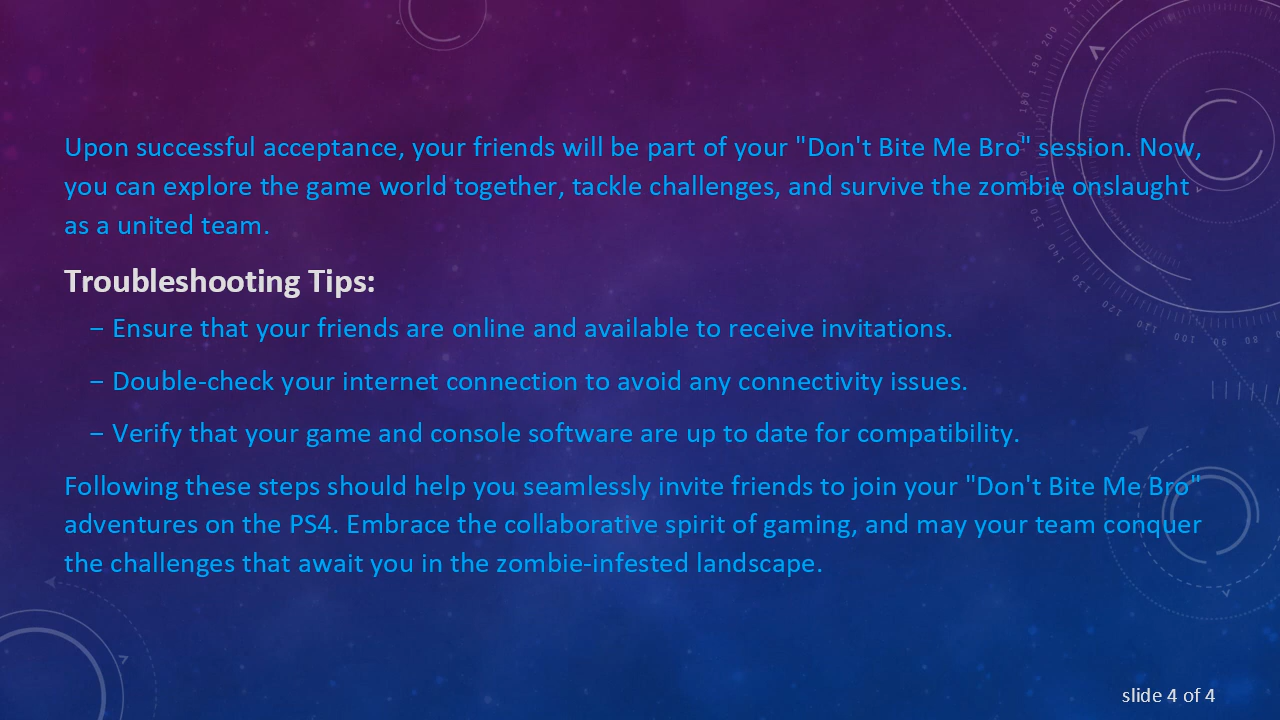 Upon successful acceptance, your friends will be part of your "Don't Bite Me Bro" session. Now,
you can explore the game world together, tackle challenges, and survive the zombie onslaught
as a united team.
Troubleshooting Tips:
– Ensure that your friends are online and available to receive invitations.
– Double-check your internet connection to avoid any connectivity issues.
– Verify that your game and console software are up to date for compatibility.
Following these steps should help you seamlessly invite friends to join your "Don't Bite Me Bro"
adventures on the PS4. Embrace the collaborative spirit of gaming, and may your team conquer
the challenges that await you in the zombie-infested landscape.
slide 4 of 4